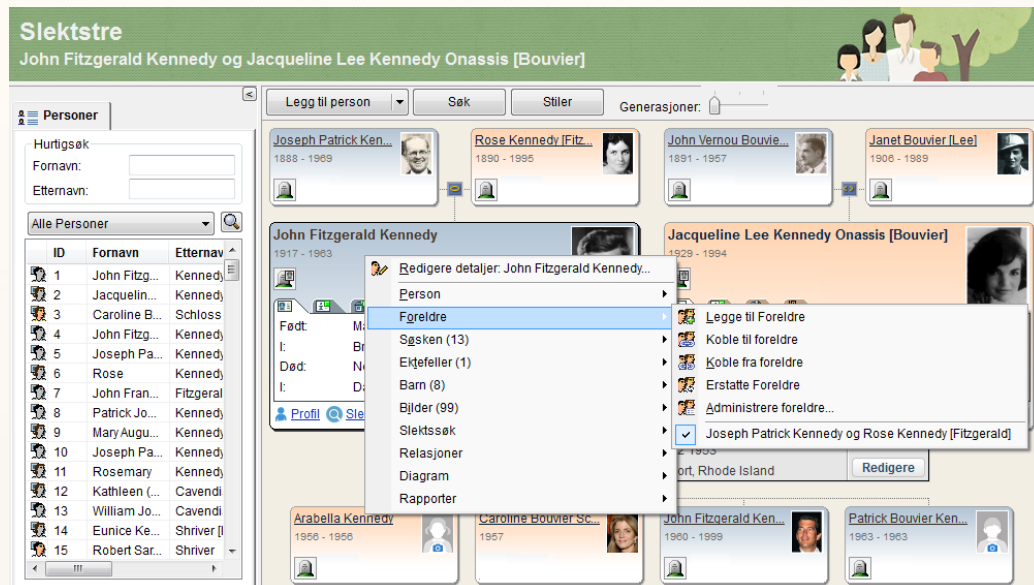 Slektstre
John Fitzgerald Kennedy og Jacqueline Lee Kennedy Onassis [Bouvier]
Personer
Hurtigsøk
Fornavn:
Etternavn:
Alle Personer
ID Fornavn Etternav
1 John Fitzg... Kennedy
2 Jacquelin... Kennedy
3 Caroline B... Schloss
4 John Fitzg... Kennedy
5 Joseph Pa... Kennedy
6 Rose Kennedy
7 John Fran... Fitzgeral
8 Patrick Jo... Kennedy
9 Mary Augu... Kennedy
10 Joseph Pa... Kennedy
11 Rosemary Kennedy
12 Kathleen (... Cavendi
13 William Jo... Cavendi
14 Eunice Ke... Shriver [
15 Robert Sar... Shriver
Legg til person Søk Stiler Generasjoner:
Joseph Patrick Ken...
1888 - 1969
Rose Kennedy [Fitz...
1890 - 1995
John Vernou Bouvie...
1891 - 1957
Janet Bouvier [Lee]
1906 - 1989
John Fitzgerald Kennedy
1917 - 1963
Jacqueline Lee Kennedy Onassis [Bouvier]
1929 - 1994
Født: Ma
I: Br
Død: No
I: Da
Profil Sle
Redigere detaljer: John Fitzgerald Kennedy...
Person
Foreldre
Søsken (13)
Ektefeller (1)
Barn (8)
Bilder (99)
Slektssøk
Relasjoner
Diagram
Rapporter
Legge til Foreldre
Koble til foreldre
Koble fra foreldre
Erstatte Foreldre
Administrere foreldre...
Joseph Patrick Kennedy og Rose Kennedy [Fitzgerald]
1953
ort, Rhode Island
Redigere
Arabella Kennedy
1956 - 1956
Caroline Bouvier Sc...
1957
John Fitzgerald Ken...
1960 - 1999
Patrick Bouvier Ken...
1963 - 1963